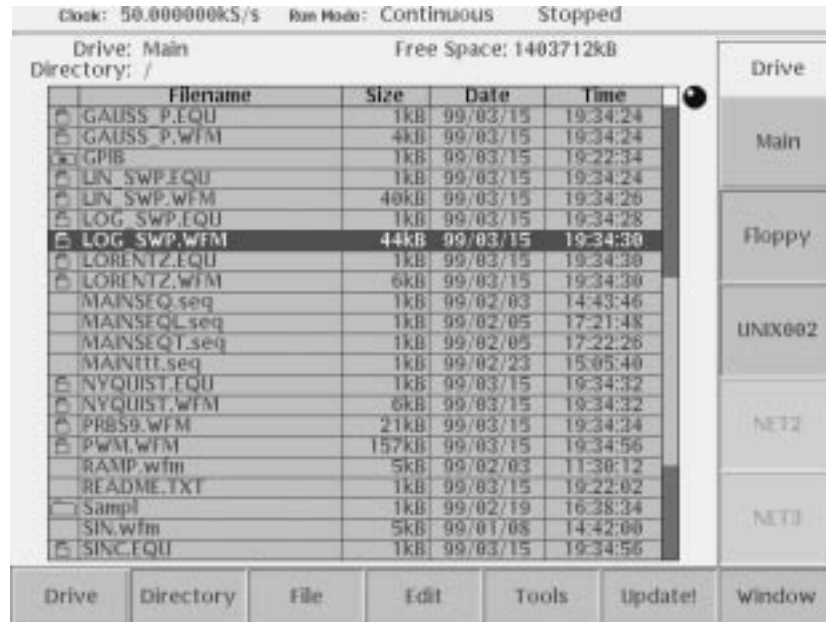 Clock: 50.000000kS/s Run Mode: Continuous Stopped
Drive: Main Free Space: 1403712kB
Directory: /
Drive
Filename Size Date Time
GAUSS_P.EQU 1kB 99/03/15 19:34:24
GAUSS_P.WFM 4kB 99/03/15 19:34:24
Main
GPIB 1kB 99/03/15 19:22:34
LIN_SWP.EQU 1kB 99/03/15 19:34:24
LIN_SWP.WFM 40kB 99/03/15 19:34:26
LOG_SWP.EQU 1kB 99/03/15 19:34:28
LOG_SWP.WFM 44kB 99/03/15 19:34:30
Floppy
LORENTZ.EQU 1kB 99/03/15 19:34:30
LORENTZ.WFM 6kB 99/03/15 19:34:30
MAINSEQ.seq 1kB 99/02/03 14:43:46
MAINSEQL.seq 1kB 99/02/05 17:21:48
UNIX002
MAINSEQT.seq 1kB 99/02/05 17:22:26
MAINttt.seq 1kB 99/02/23 15:05:40
NYQUIST.EQU 1kB 99/03/15 19:34:32
NYQUIST.WFM 6kB 99/03/15 19:34:32
PRBS9.WFM 21kB 99/03/15 19:34:34
NET2
PWM.WFM 157kB 99/03/15 19:34:56
RAMP.wfm 5kB 99/02/03 11:30:12
README.TXT 1kB 99/03/15 19:22:02
Sampl 1kB 99/02/19 16:38:34
NET3
SIN.wfm 5kB 99/01/08 14:42:00
SINC.EQU 1kB 99/03/15 19:34:56
Drive Directory File Edit Tools Update! Window